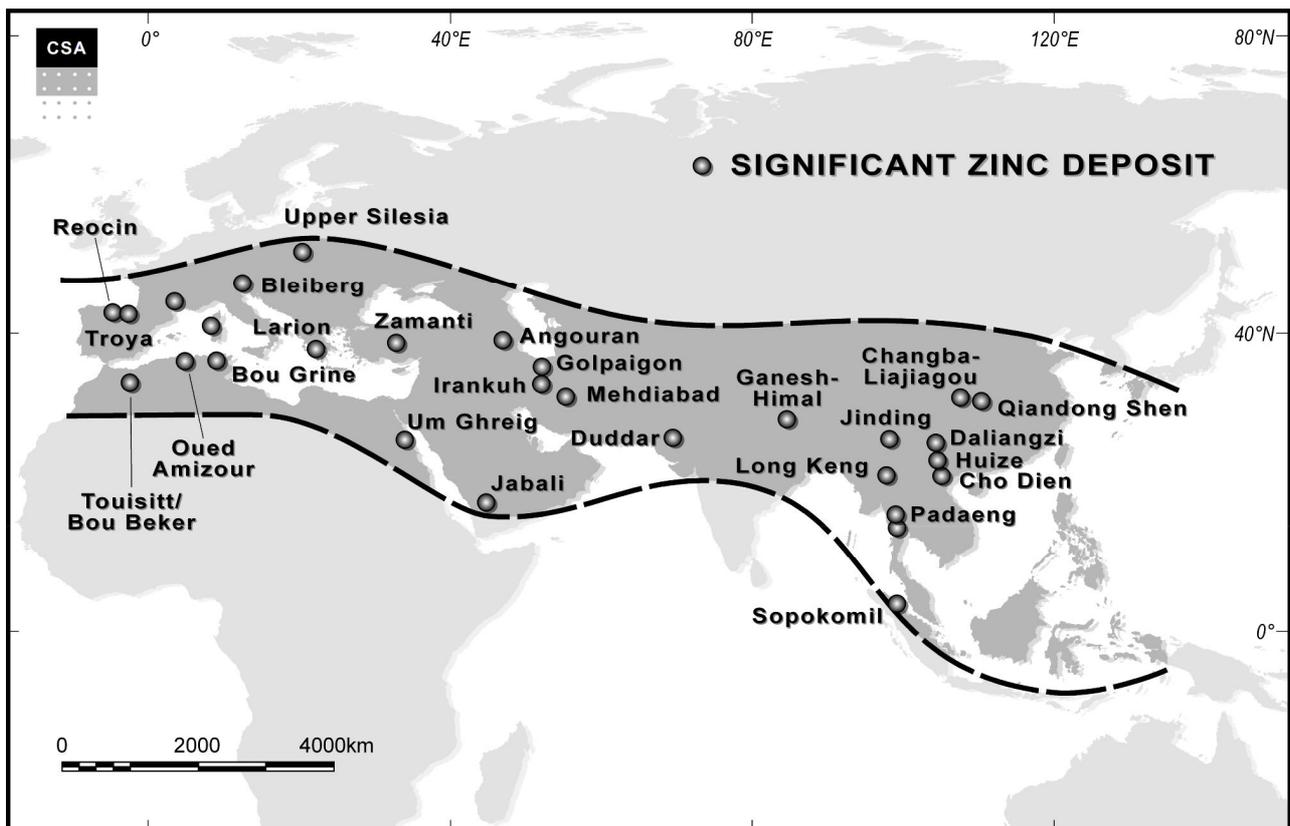 0°
40°E
80°E
120°E
80°N
CSA
SIGNIFICANT ZINC DEPOSIT
Upper Silesia
Reocin
Bleiberg
Larion
Zamanti
Troya
Angouran
40°N
Golpaigon
Changba-
Liajiagou
Bou Grine
Irankuh
Mehdiabad
Ganesh-
Himal
Qiandong Shen
Um Ghreig
Jinding
Duddar
Daliangzi
Oued
Amizour
Long Keng
Huize
Cho Dien
Jabali
Touisitt/
Bou Beker
Padaeng
Sopokomil
0°
0
2000
4000km